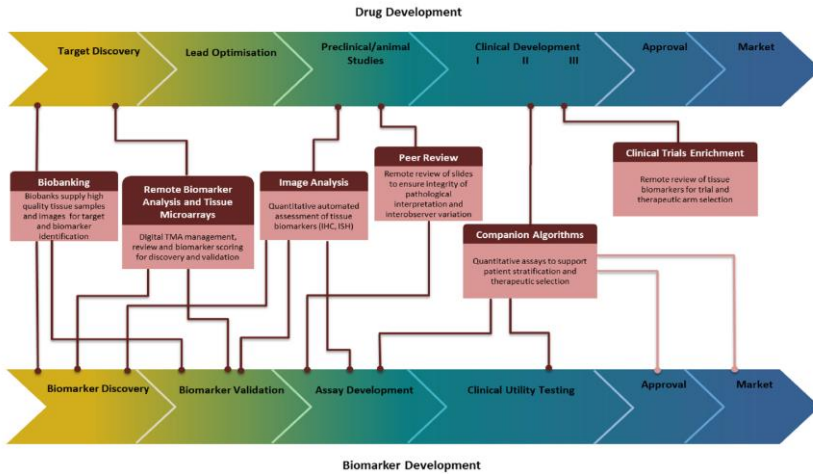 Drug Development
Target Discovery
Lead Optimisation
Preclinical/animal
Studies
Clinical Development
I II III
Approval
Market
Biobanking
Biobanks supply high
quality tissue samples
and images for target
and biomarker
identification
Remote Biomarker
Analysis and Tissue
Microarrays
Digital TMA management,
review and biomarker scoring
for discovery and validation
Image Analysis
Quantitative automated
assessment of tissue
biomarkers (IHC, ISH)
Peer Review
Remote review of slides to
ensure integrity of
pathological
interpretation and
interobserver variation
Companion Algorithms
Quantitative assays to support
patient stratification and
therapeutic selection
Clinical Trials Enrichment
Remote review of tissue
biomarkers for trial and
therapeutic arm selection
Biomarker Discovery
Biomarker Validation
Assay Development
Clinical Utility Testing
Approval
Market
Biomarker Development